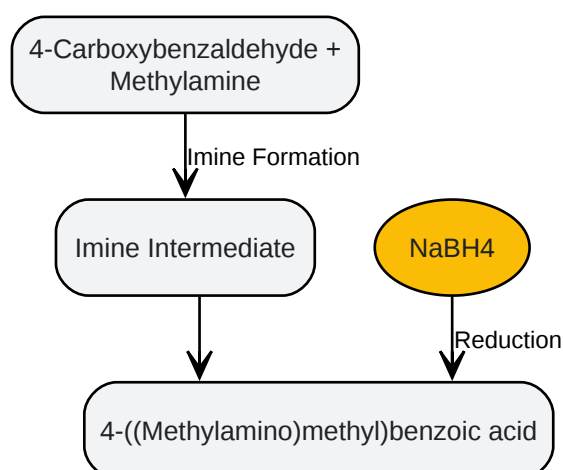 4-Carboxybenzaldehyde +
Methylamine
Imine Formation
Imine Intermediate
NaBH4
Reduction
4-((Methylamino)methyl)benzoic acid